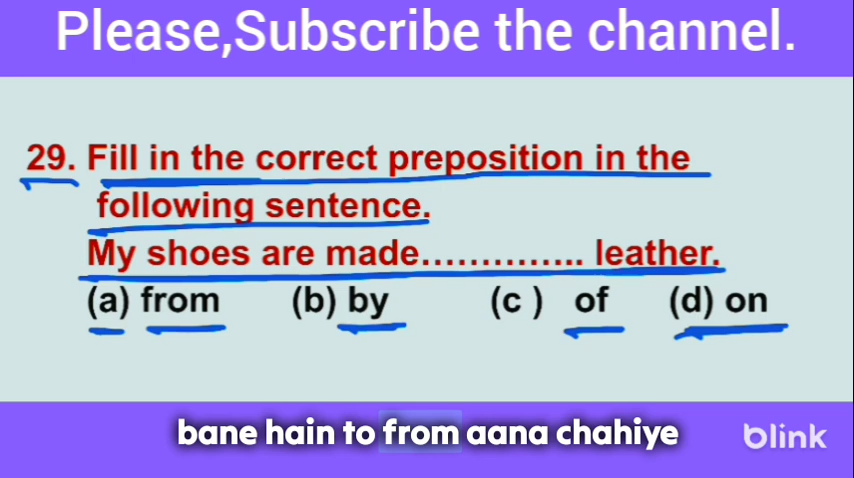 Please,Subscribe the channel.
29. Fill in the correct preposition in the
following sentence.
My shoes are made………….. leather.
(a) from (b) by (c ) of (d) on
bane hain to from aana chahiye
blink